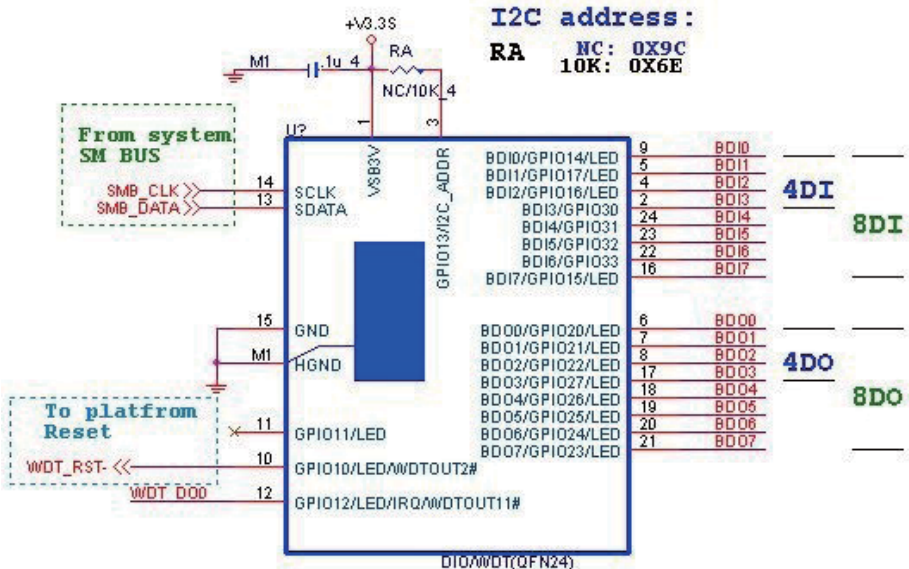 I2C address:
RA NC: 0X9C
10K: 0X6E
+V3.3S
M1 .1u_4 RA
NC/10K_4
From system
SM BUS
SMB_CLK
SMB_DATA
To platfrom
Reset
WDT_RST-
WDT_DO0
U?
1
3
VSB3V
GPIO13/I2C_ADDR
14 SCLK
13 SDATA
15 GND
M1 HGND
11 GPIO11/LED
10 GPIO10/LED/WDTOUT2#
12 GPIO12/LED/IRQ/WDTOUT11#
BDI0/GPIO14/LED 9 BDI0
BDI1/GPIO17/LED 5 BDI1
BDI2/GPIO16/LED 4 BDI2
BDI3/GPIO30 2 BDI3
BDI4/GPIO31 24 BDI4
BDI5/GPIO32 23 BDI5
BDI6/GPIO33 22 BDI6
BDI7/GPIO15/LED 16 BDI7
4DI
8DI
BDO0/GPIO20/LED 6 BDO0
BDO1/GPIO21/LED 7 BDO1
BDO2/GPIO22/LED 8 BDO2
BDO3/GPIO27/LED 17 BDO3
BDO4/GPIO26/LED 18 BDO4
BDO5/GPIO25/LED 19 BDO5
BDO6/GPIO24/LED 20 BDO6
BDO7/GPIO23/LED 21 BDO7
4DO
8DO
DIO/WDT(QFN24)